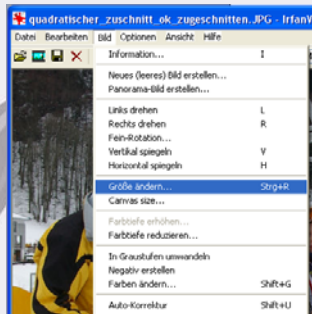 quadratischer_zuschnitt_ok_zugeschnitten.JPG - Irfan
Datei Bearbeiten Bild Optionen Ansicht Hilfe
Information... I
Neues (leeres) Bild erstellen...
Panorama-Bild erstellen...
Links drehen L
Rechts drehen R
Fein-Rotation...
Vertikal spiegeln V
Horizontal spiegeln H
Größe ändern... Strg+R
Canvas size...
Farbtiefe erhöhen...
Farbtiefe reduzieren...
In Graustufen umwandeln
Negativ erstellen
Farben ändern... Shift+G
Auto-Korrektur Shift+U